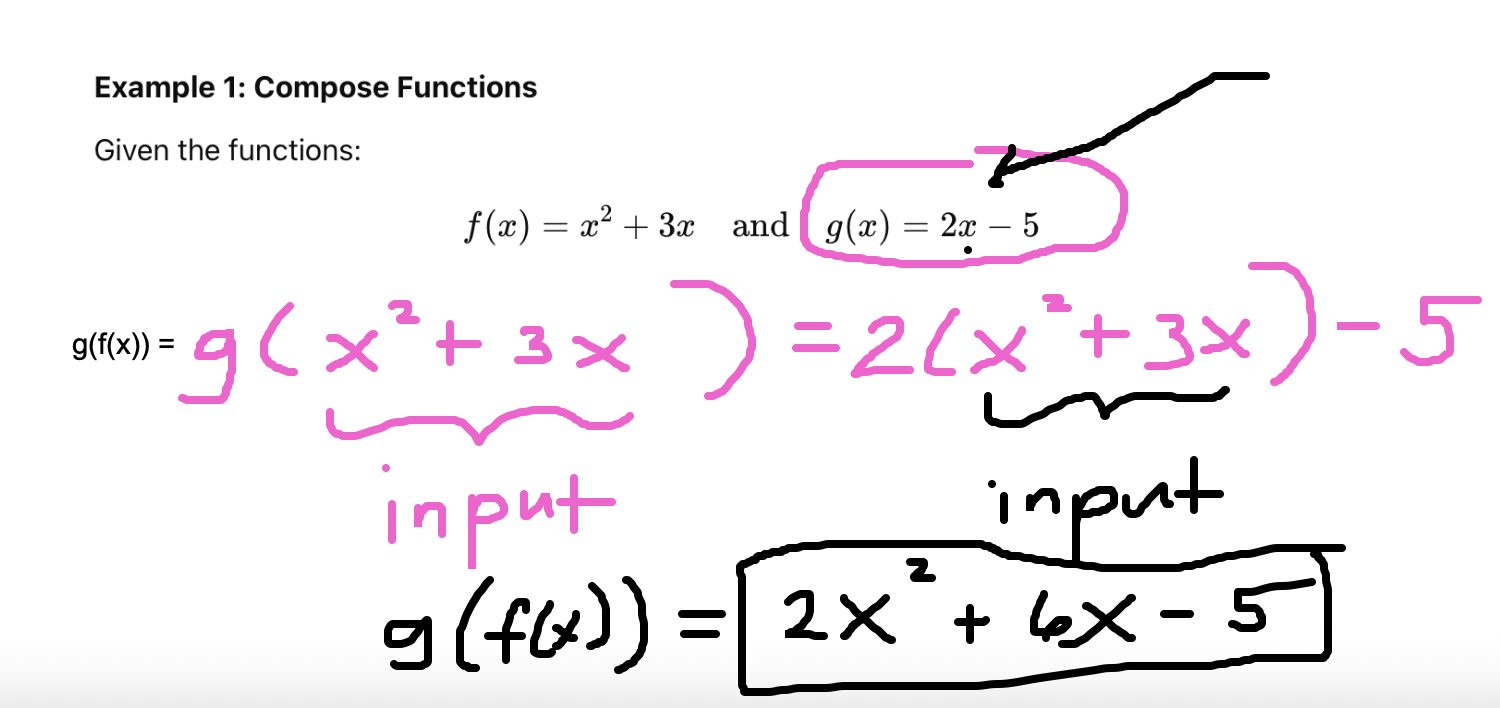 Example 1: Compose Functions
Given the functions:
f(x) = x² + 3x and g(x) = 2x − 5
g(f(x)) = g(x² + 3x) = 2(x² + 3x) − 5
input input
g(f(x)) = 2x² + 6x − 5